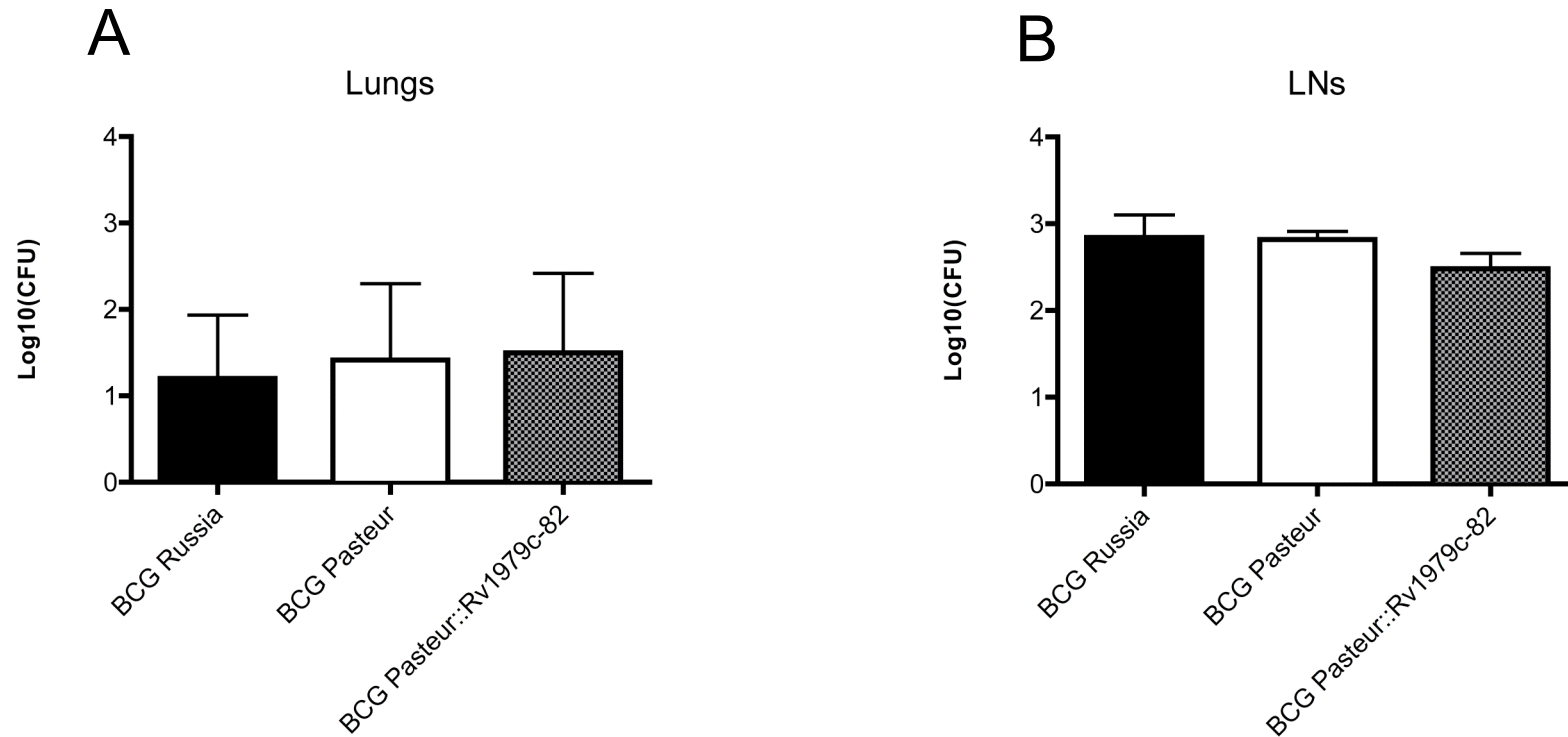 A
Lungs
4
3
2
1
0
Log10(CFU)
BCG Russia
BCG Pasteur
BCG Pasteur::Rv1979c-82
B
LNs
4
3
2
1
0
Log10(CFU)
BCG Russia
BCG Pasteur
BCG Pasteur::Rv1979c-82